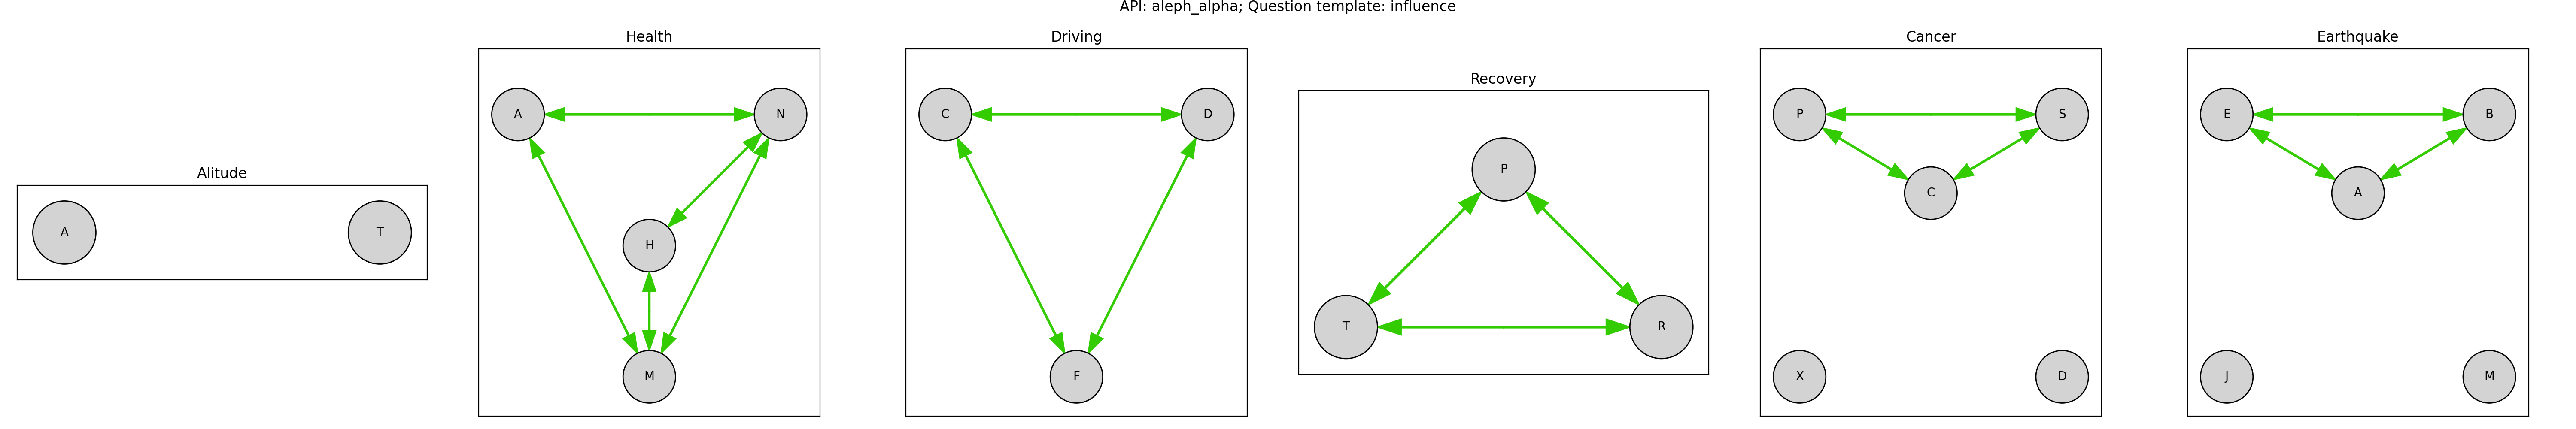 API: aleph_alpha; Question template: influence
Alitude
A
T
Health
A
N
H
M
Driving
C
D
F
Recovery
P
T
R
Cancer
P
S
C
X
D
Earthquake
E
B
A
J
M